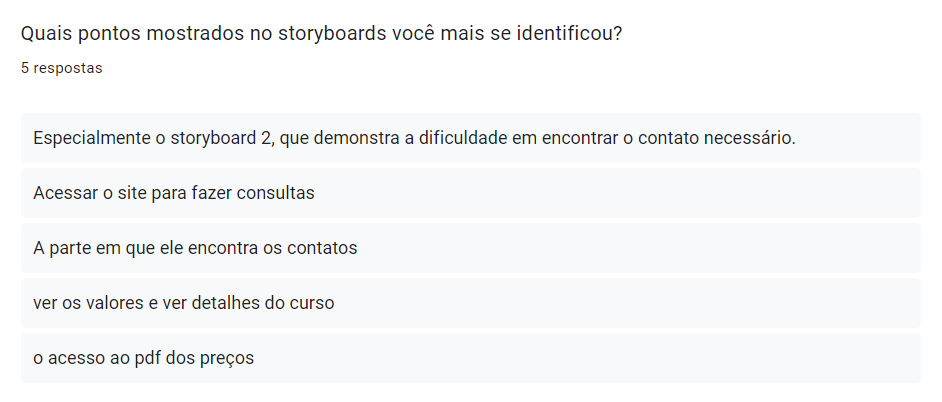 Quais pontos mostrados no storyboards você mais se identificou?
5 respostas
Especialmente o storyboard 2, que demonstra a dificuldade em encontrar o contato necessário.
Acessar o site para fazer consultas
A parte em que ele encontra os contatos
ver os valores e ver detalhes do curso
o acesso ao pdf dos preços